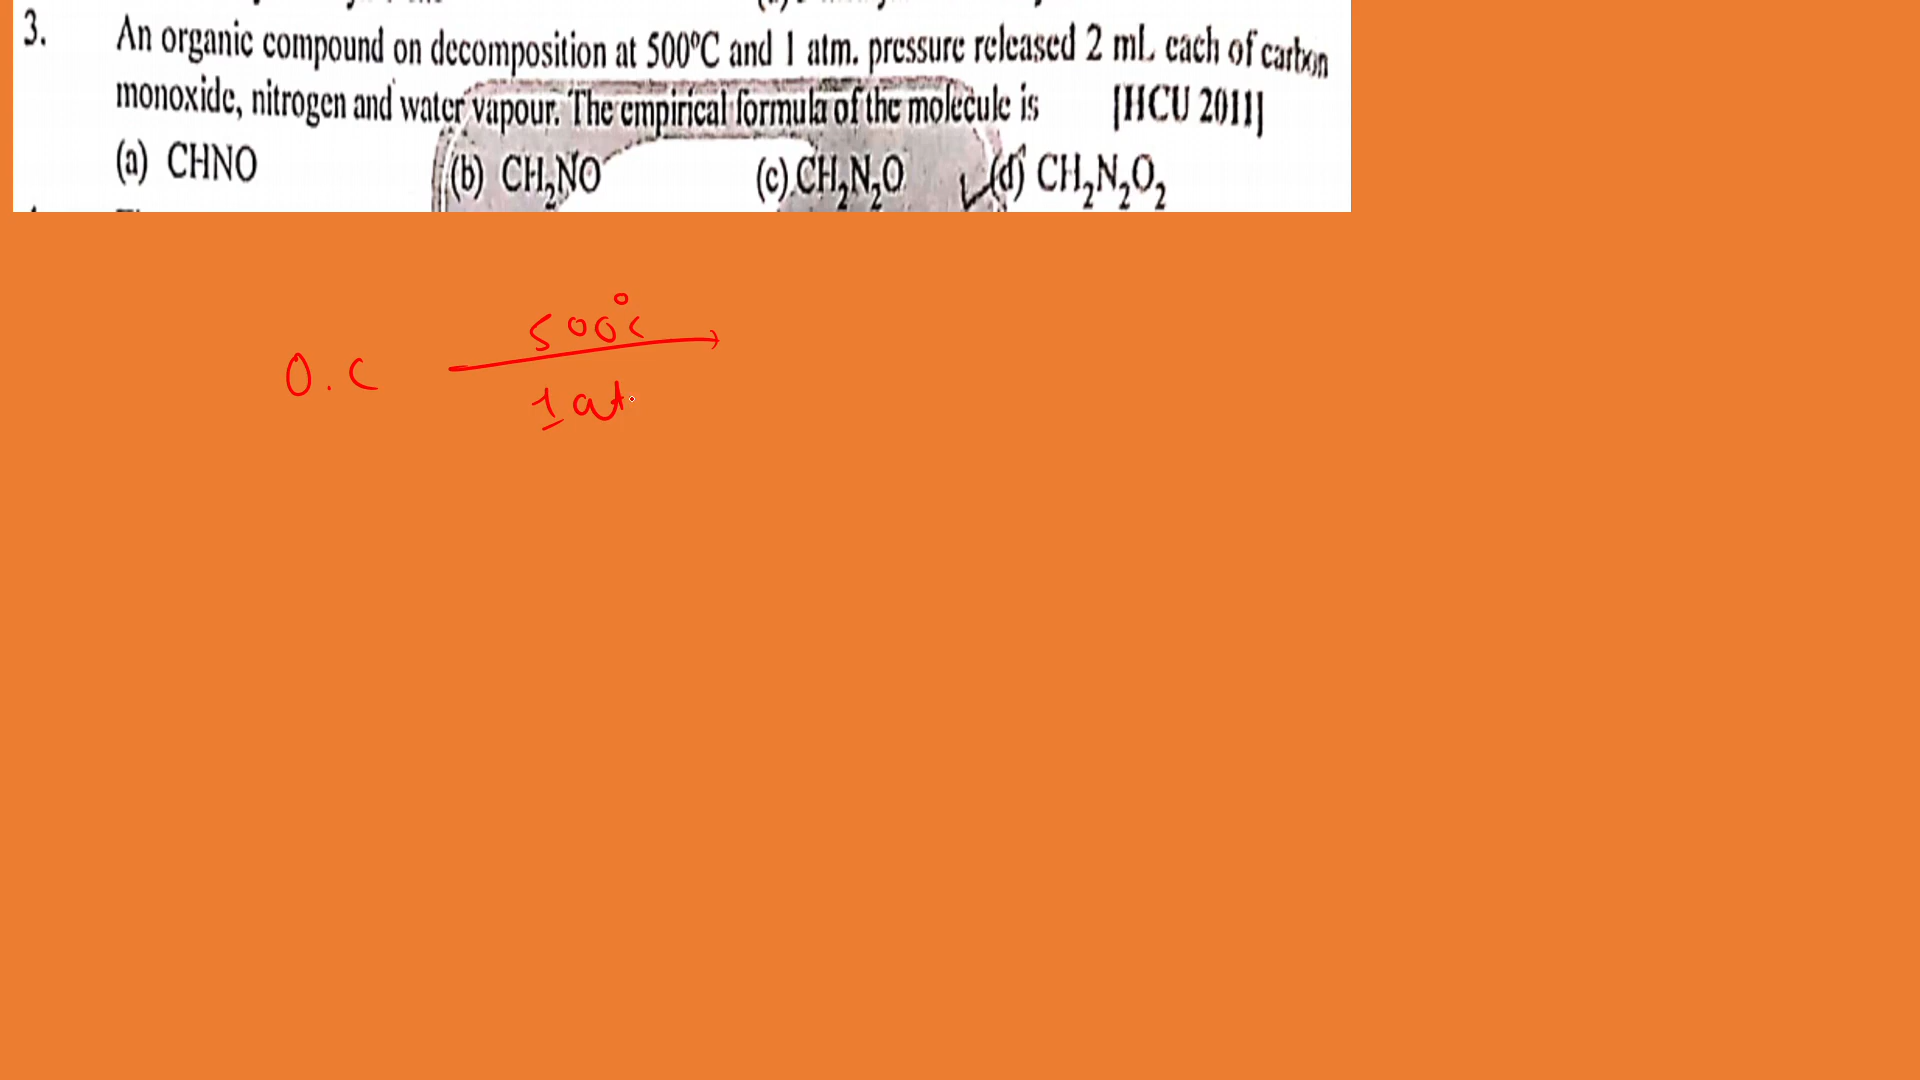 3. An organic compound on decomposition at 500°C and 1 atm. pressure released 2 mL each of carbon
monoxide, nitrogen and water vapour. The empirical formula of the molecule is [HCU 2011]
(a) CHNO (b) CH₂NO (c) CH₂N₂O (d) CH₂N₂O₂
500°C
O.C
1 at